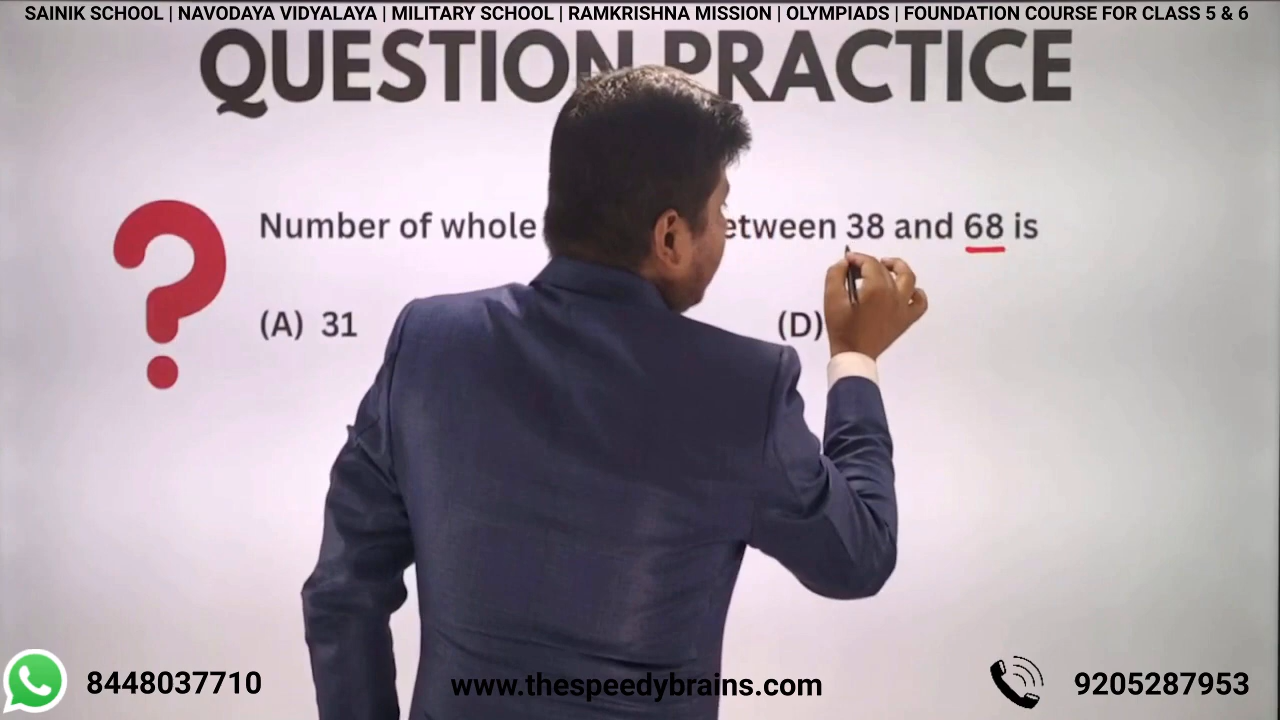 SAINIK SCHOOL | NAVODAYA VIDYALAYA | MILITARY SCHOOL | RAMKRISHNA MISSION | OLYMPIADS | FOUNDATION COURSE FOR CLASS 5 & 6
QUESTION PRACTICE
Number of whole etween 38 and 68 is
(A) 31 (D)
8448037710 www.thespeedybrains.com 9205287953